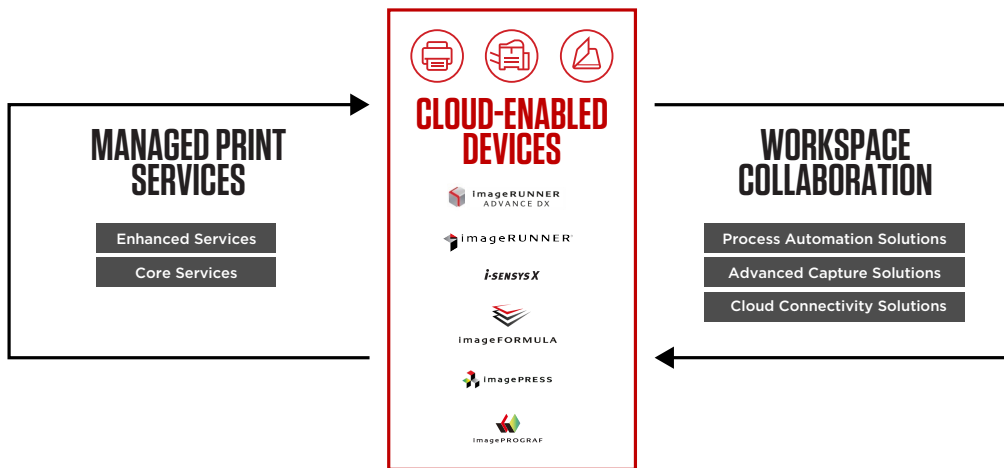 MANAGED PRINT
SERVICES
Enhanced Services
Core Services
CLOUD-ENABLED
DEVICES
imageRUNNER
ADVANCE DX
imageRUNNER®
i-SENSYS X
imageFORMULA
imagePRESS
imagePROGRAF
WORKSPACE
COLLABORATION
Process Automation Solutions
Advanced Capture Solutions
Cloud Connectivity Solutions